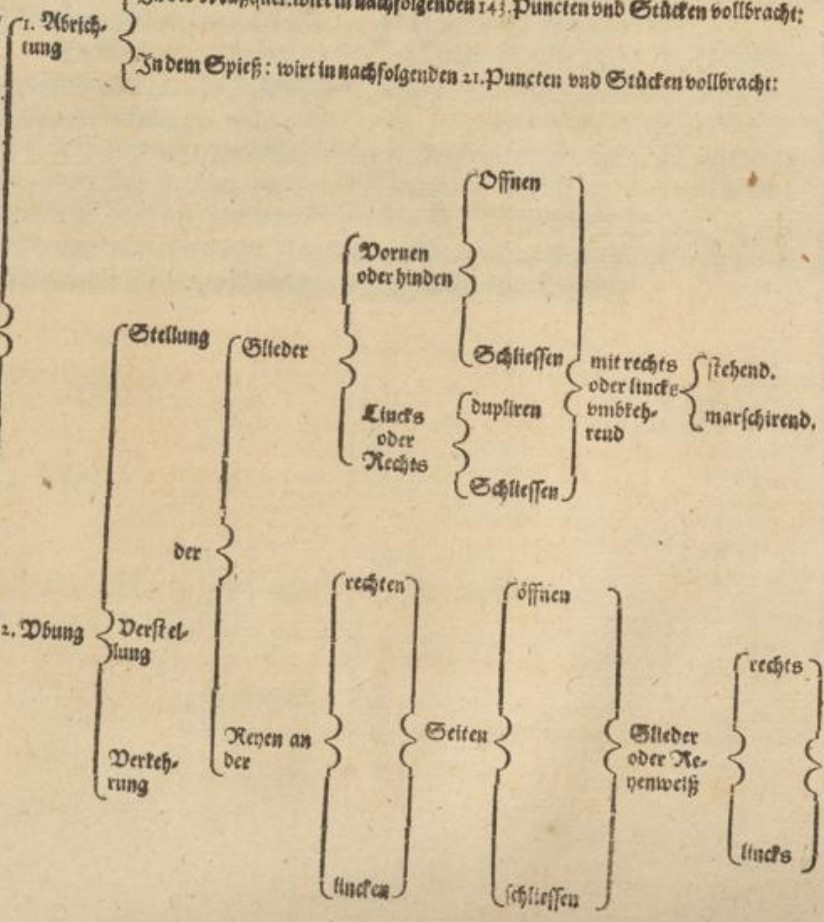 1. Abrich-
tung
wirt in nachfolgenden 143. Puncten vnd Stücken vollbracht:
In dem Spieß: wirt in nachfolgenden 21. Puncten vnd Stücken vollbracht:
2. Vbung
Stellung
Verstel-
lung
Verkeh-
rung
der
Glieder
Vornen
oder hinden
Offnen
Schliessen
Lincks
oder
Rechts
dupliren
Schliessen
mit rechts
oder lincks
vmbkeh-
rend
stehend.
marschirend.
Reyen an
der
rechten
lincken
Seiten
öffnen
schliessen
Glieder
oder Re-
yenweiß
rechts
lincks